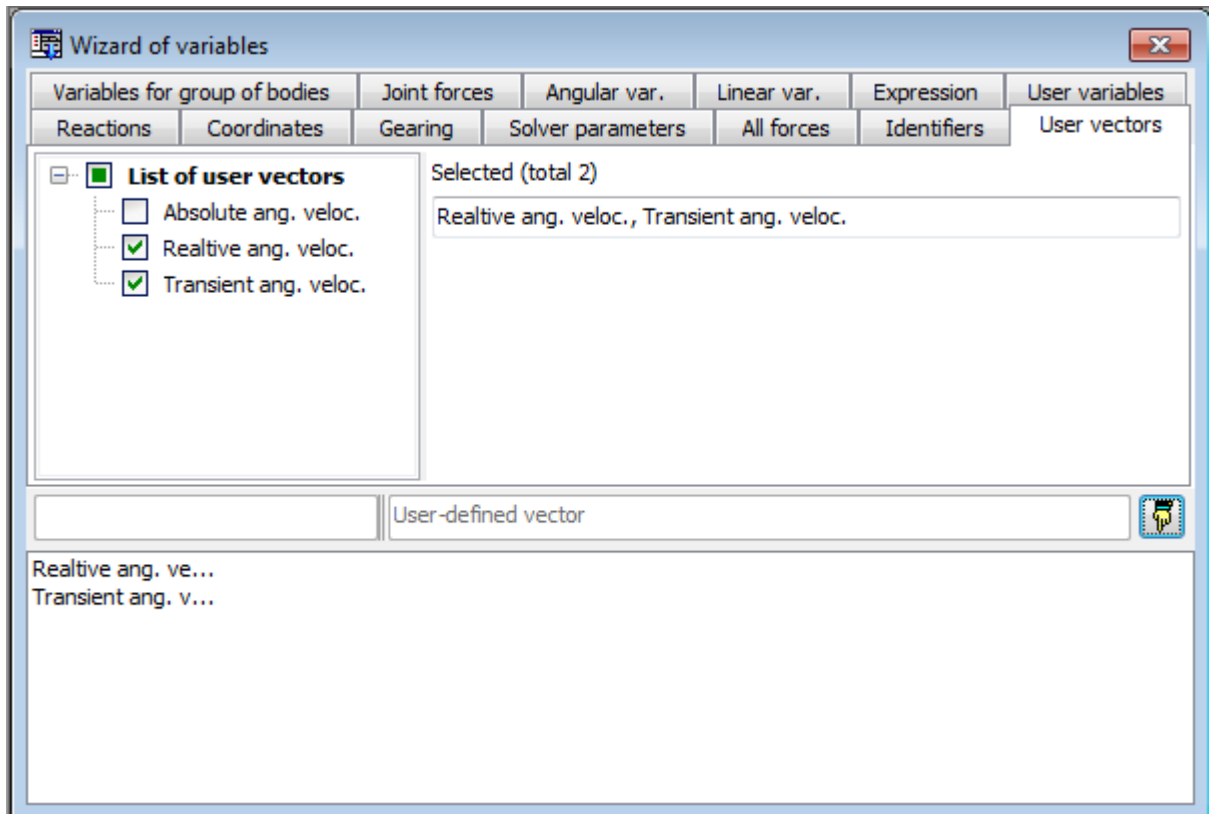 Wizard of variables
Variables for group of bodies Joint forces Angular var. Linear var. Expression User variables
Reactions Coordinates Gearing Solver parameters All forces Identifiers User vectors
List of user vectors
Absolute ang. veloc.
Realtive ang. veloc.
Transient ang. veloc.
Selected (total 2)
Realtive ang. veloc., Transient ang. veloc.
User-defined vector
Realtive ang. ve...
Transient ang. v...